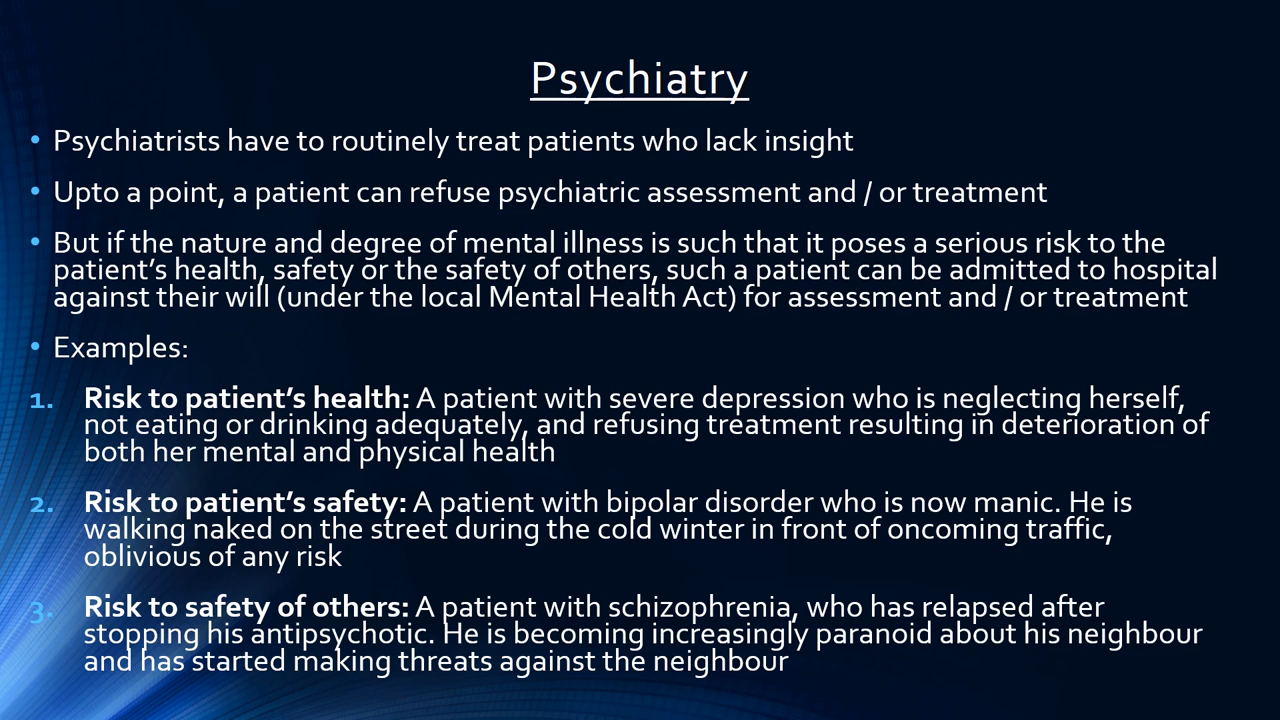 Psychiatry
• Psychiatrists have to routinely treat patients who lack insight
• Upto a point, a patient can refuse psychiatric assessment and / or treatment
• But if the nature and degree of mental illness is such that it poses a serious risk to the
patient’s health, safety or the safety of others, such a patient can be admitted to hospital
against their will (under the local Mental Health Act) for assessment and / or treatment
• Examples:
1. Risk to patient’s health: A patient with severe depression who is neglecting herself,
not eating or drinking adequately, and refusing treatment resulting in deterioration of
both her mental and physical health
2. Risk to patient’s safety: A patient with bipolar disorder who is now manic. He is
walking naked on the street during the cold winter in front of oncoming traffic,
oblivious of any risk
3. Risk to safety of others: A patient with schizophrenia, who has relapsed after
stopping his antipsychotic. He is becoming increasingly paranoid about his neighbour
and has started making threats against the neighbour